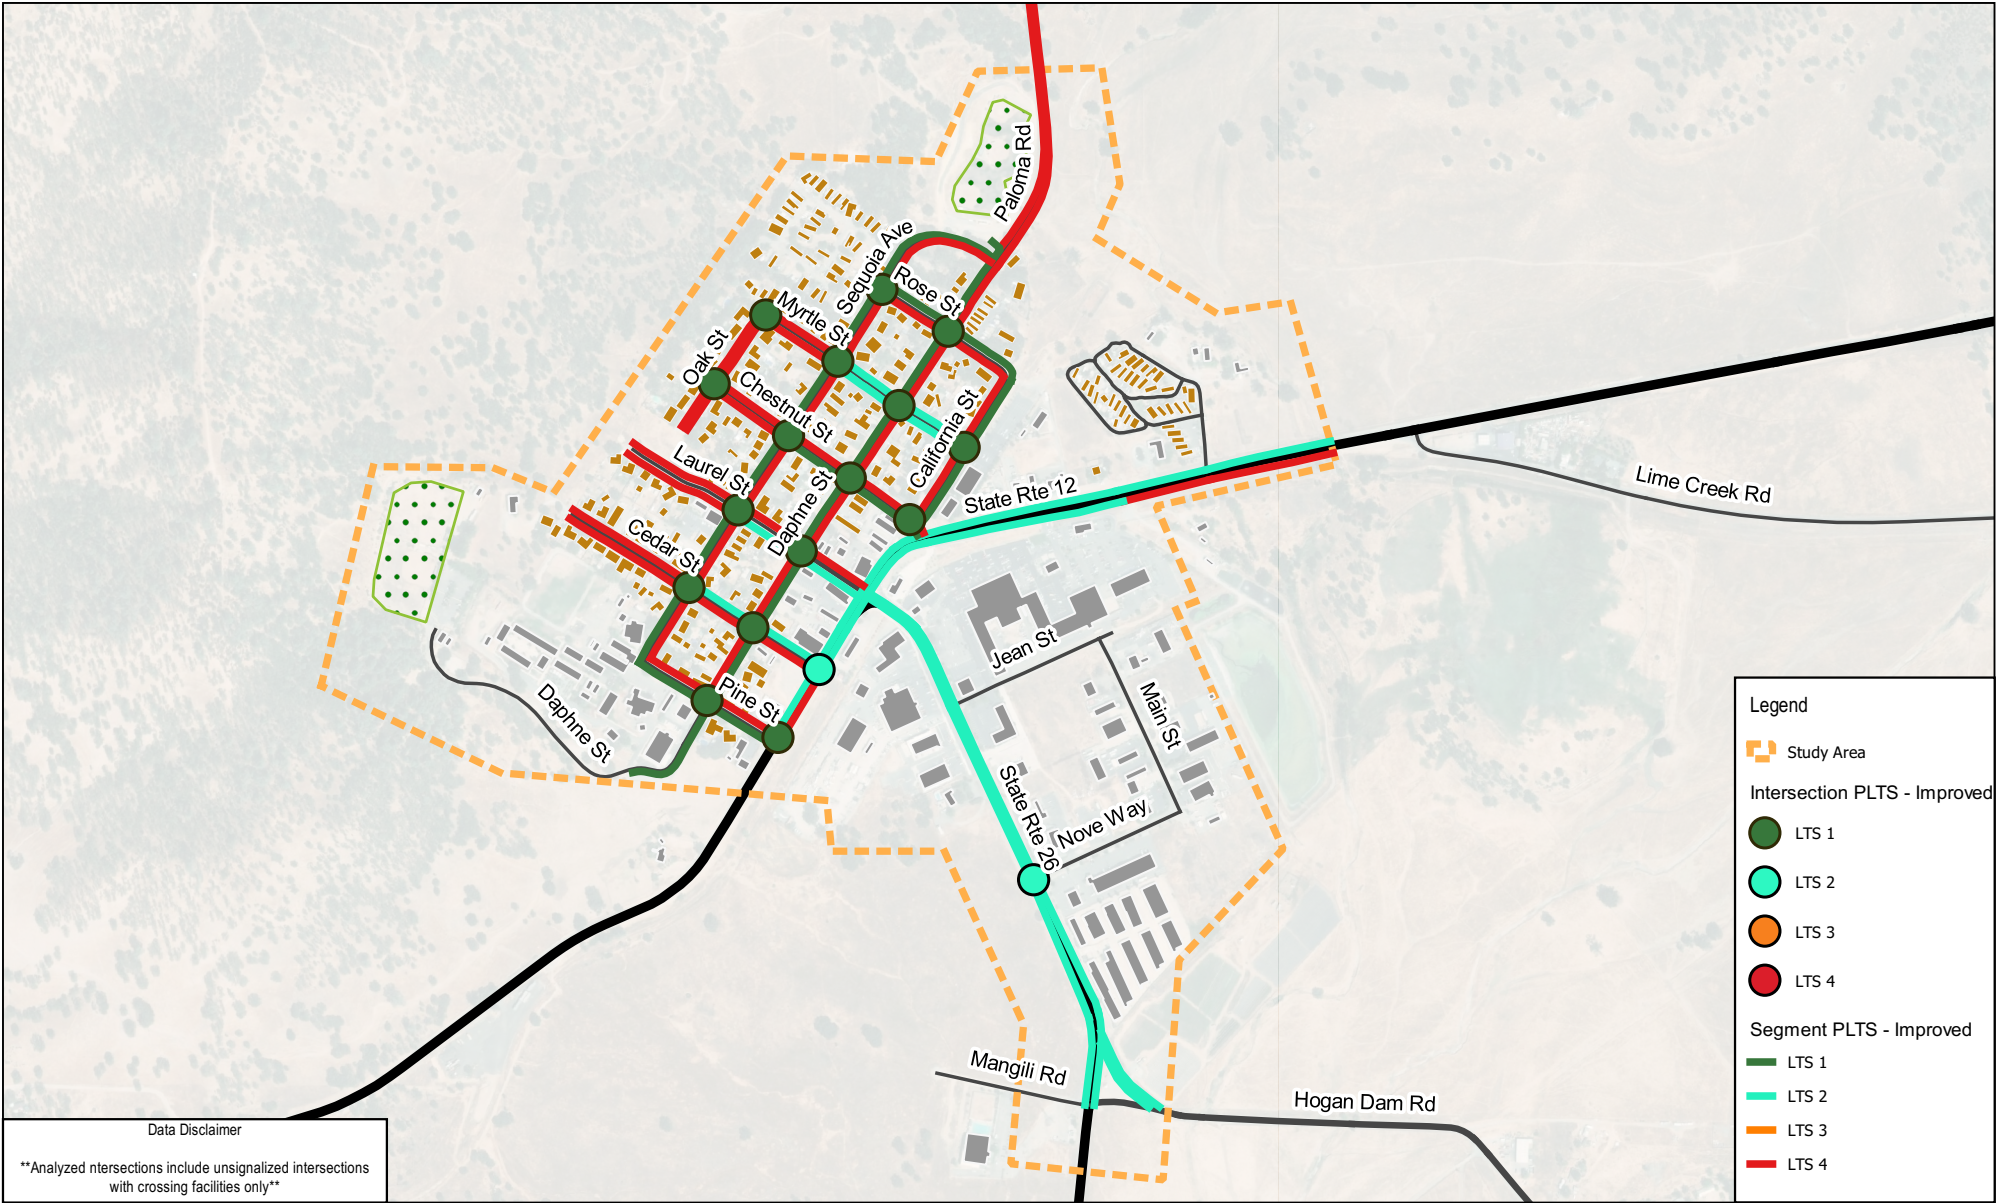 Paloma Rd
Sequoia Ave
Rose St
Myrtle St
Oak St
Chestnut St
California St
Laurel St
Daphne St
State Rte 12
Lime Creek Rd
Cedar St
Jean St
Pine St
Main St
Daphne St
State Rte 26
Nove Way
Mangili Rd
Hogan Dam Rd
Legend
Study Area
Intersection PLTS - Improved
LTS 1
LTS 2
LTS 3
LTS 4
Segment PLTS - Improved
LTS 1
LTS 2
LTS 3
LTS 4
Data Disclaimer
**Analyzed ntersections include unsignalized intersections
with crossing facilities only**